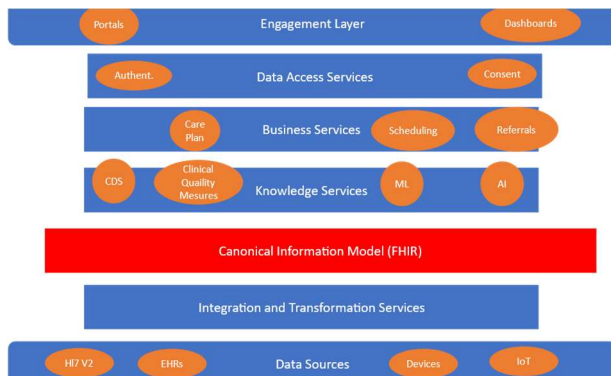 Portals
Engagement Layer
Dashboards
Authent.
Data Access Services
Consent
Care
Plan
Business Services
Scheduling
Referrals
CDS
Clinical
Quaility
Mesures
Knowledge Services
ML
AI
Canonical Information Model (FHIR)
Integration and Transformation Services
Hl7 V2
EHRs
Data Sources
Devices
IoT